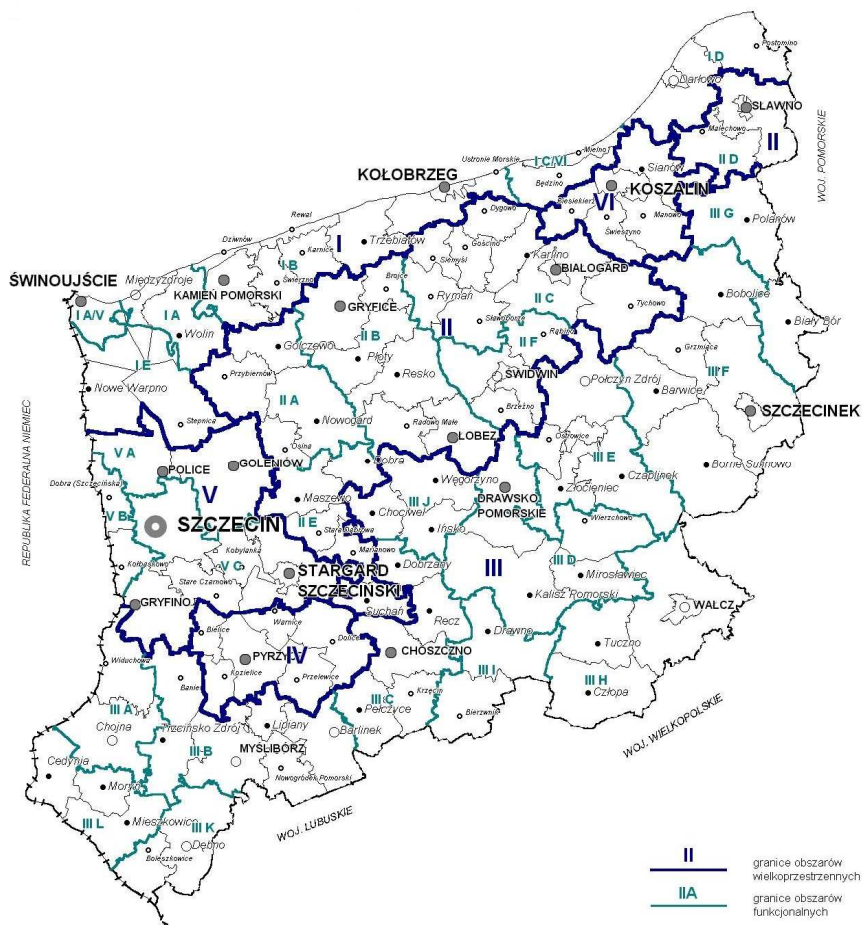 I D
Postomino
Darłowo
SŁAWNO
Malechowo
II
II D
WOJ. POMORSKIE
Mielno
I C/VI
Ustronie Morskie
Będzino
Sianów
KOŁOBRZEG
KOSZALIN
Biesiekierz
VI
Manowo
Świeszyno
III G
Polanów
Dygowo
Rewal
Dziwnów
I
Trzebiatów
Karnice
Gościno
Siemyśl
Karlino
BIAŁOGARD
ŚWINOUJŚCIE
Międzyzdroje
I B
Świerzno
KAMIEŃ POMORSKI
Brojce
Rymań
II C
Tychowo
Bobolice
I A/V
I A
Wolin
GRYFICE
Sławoborze
Biały Bór
II
II F
Rąbino
II B
Gołczewo
Płoty
Grzmiąca
I E
Przybiernów
Resko
ŚWIDWIN
Połczyn Zdrój
III F
Barwice
Nowe Warpno
II A
Brzeżno
SZCZECINEK
Stepnica
Nowogard
Radowo Małe
ŁOBEZ
Ostrowice
REPUBLIKA FEDERALNA NIEMIEC
V A
Osina
III E
POLICE
GOLENIÓW
Dobra
Borne Sulinowo
Dobra (Szczecińska)
Węgorzyno
Czaplinek
V
Maszewo
III J
DRAWSKO
POMORSKIE
Złocieniec
V B
SZCZECIN
Chociwel
II E
Ińsko
Wierzchowo
Stara Dąbrowa
Kobylanka
Marianowo
Kołbaskowo
V C
STARGARD
SZCZECIŃSKI
Dobrzany
III
III D
Mirosławiec
Stare Czarnowo
Suchań
Kalisz Pomorski
GRYFINO
Recz
WAŁCZ
Warnice
Bielice
Dolice
Drawno
Tuczno
IV
CHOSZCZNO
Widuchowa
PYRZYCE
III I
Banie
Kozielice
Przelewice
III H
Krzęcin
Człopa
III A
III C
Pełczyce
Bierzwnik
Chojna
Trzcińsko Zdrój
Lipiany
Barlinek
WOJ. WIELKOPOLSKIE
III B
MYŚLIBÓRZ
Cedynia
Nowogródek Pomorski
Moryń
Mieszkowice
III L
III K
WOJ. LUBUSKIE
Dębno
Boleszkowice
II
granice obszarów
wielkoprzestrzennych
IIA
granice obszarów
funkcjonalnych